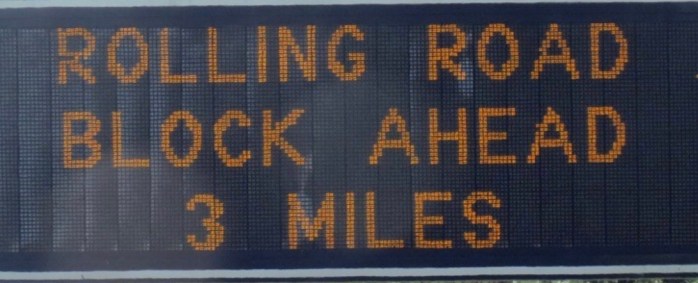 ROLLING ROAD
BLOCK AHEAD
3 MILES